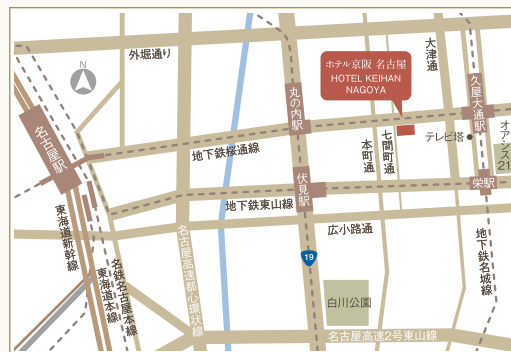 外堀通り
N
ホテル京阪 名古屋
HOTEL KEIHAN
NAGOYA
大津通
丸の内駅
久屋大通駅
名古屋駅
地下鉄桜通線
本町通
七間町通
テレビ塔
オアシス21
伏見駅
栄駅
地下鉄東山線
東海道新幹線
広小路通
名古屋高速都心環状線
地下鉄名城線
19
名鉄名古屋本線
東海道本線
白川公園
名古屋高速2号東山線